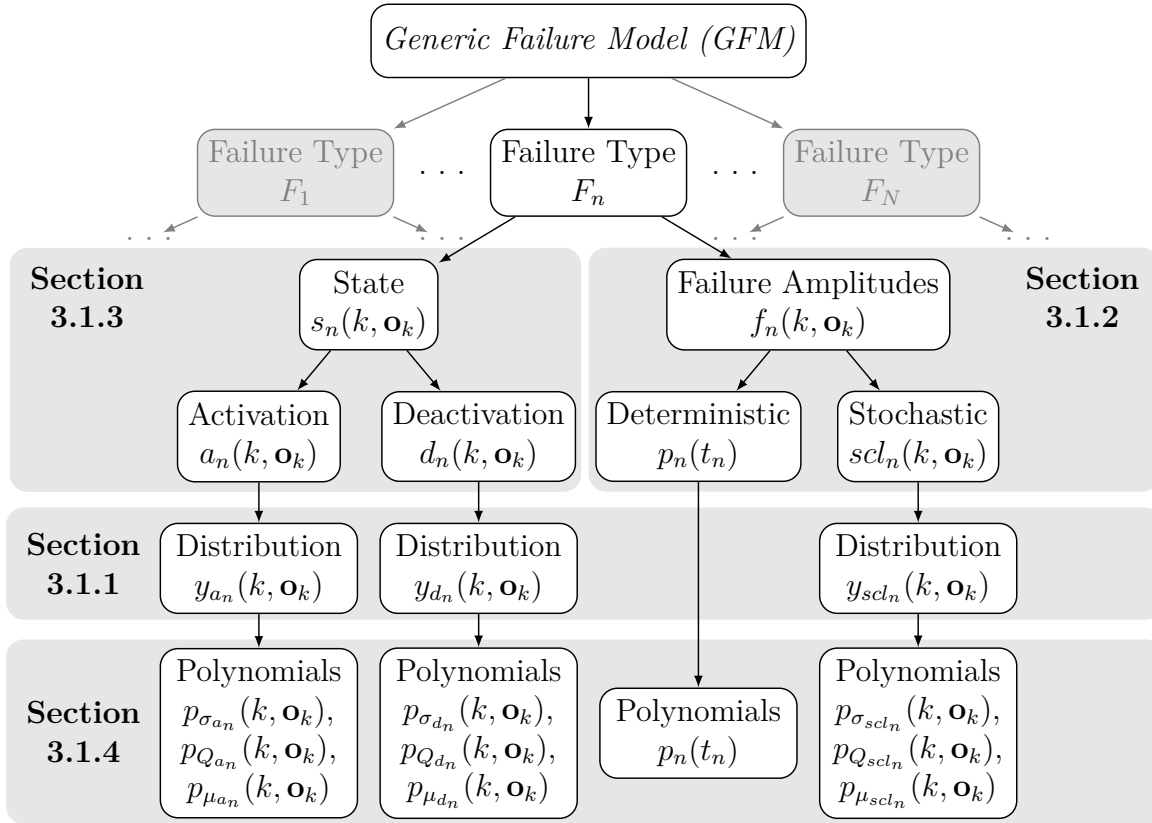 Generic Failure Model (GFM)
Failure Type
F_1
. . .
Failure Type
F_n
. . .
Failure Type
F_N
. . .
. . .
. . .
. . .
Section
3.1.3
State
s_n(k, o_k)
Failure Amplitudes
f_n(k, o_k)
Section
3.1.2
Activation
a_n(k, o_k)
Deactivation
d_n(k, o_k)
Deterministic
p_n(t_n)
Stochastic
scl_n(k, o_k)
Section
3.1.1
Distribution
y_{a_n}(k, o_k)
Distribution
y_{d_n}(k, o_k)
Distribution
y_{scl_n}(k, o_k)
Section
3.1.4
Polynomials
p_{σ_{a_n}}(k, o_k),
p_{Q_{a_n}}(k, o_k),
p_{μ_{a_n}}(k, o_k)
Polynomials
p_{σ_{d_n}}(k, o_k),
p_{Q_{d_n}}(k, o_k),
p_{μ_{d_n}}(k, o_k)
Polynomials
p_n(t_n)
Polynomials
p_{σ_{scl_n}}(k, o_k),
p_{Q_{scl_n}}(k, o_k),
p_{μ_{scl_n}}(k, o_k)